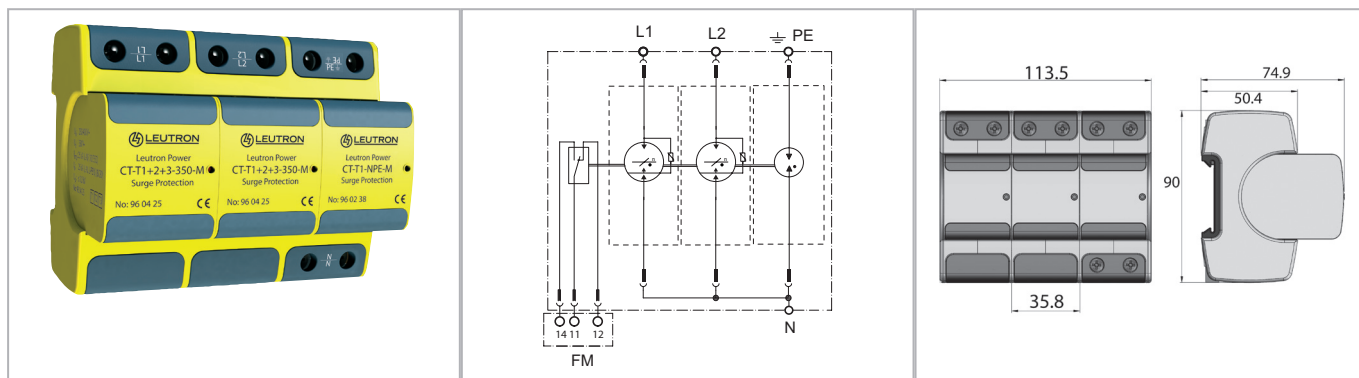 L1
L1
L2
L2
PE
PE
LEUTRON
Leutron Power
CT-T1+2+3-350-M
Surge Protection
No: 96 04 25
CE
LEUTRON
Leutron Power
CT-T1+2+3-350-M
Surge Protection
No: 96 04 25
CE
LEUTRON
Leutron Power
CT-T1-NPE-M
Surge Protection
No: 96 02 38
CE
N
N
L1
L2
PE
N
14
11
12
FM
113.5
35.8
74.9
50.4
90